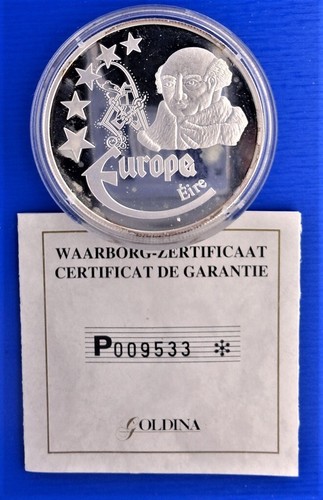 Europe
Éire
WAARBORG-ZERTIFICAAT
CERTIFICAT DE GARANTIE
P009533 ✻
GOLDINA